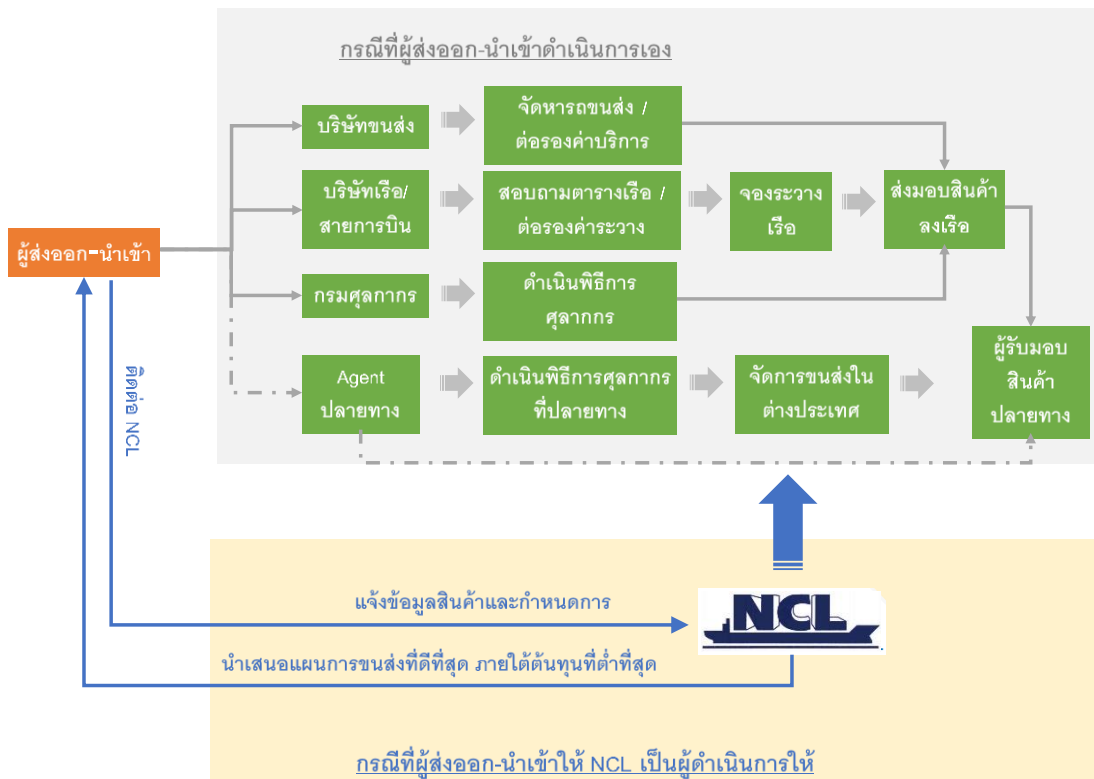 กรณีที่ผู้ส่งออก-นำเข้าดำเนินการเอง
บริษัทขนส่ง
จัดหารถขนส่ง /
ต่อรองค่าบริการ
บริษัทเรือ/
สายการบิน
สอบถามตารางเรือ /
ต่อรองค่าระวาง
จองระวาง
เรือ
ส่งมอบสินค้า
ลงเรือ
ผู้ส่งออก-นำเข้า
กรมศุลกากร
ดำเนินพิธีการ
ศุลากกร
Agent
ปลายทาง
ดำเนินพิธีการศุลกากร
ที่ปลายทาง
จัดการขนส่งใน
ต่างประเทศ
ผู้รับมอบ
สินค้า
ปลายทาง
ติดต่อ NCL
แจ้งข้อมูลสินค้าและกำหนดการ
NCL
นำเสนอแผนการขนส่งที่ดีที่สุด ภายใต้ต้นทุนที่ต่ำที่สุด
กรณีที่ผู้ส่งออก-นำเข้าให้ NCL เป็นผู้ดำเนินการให้